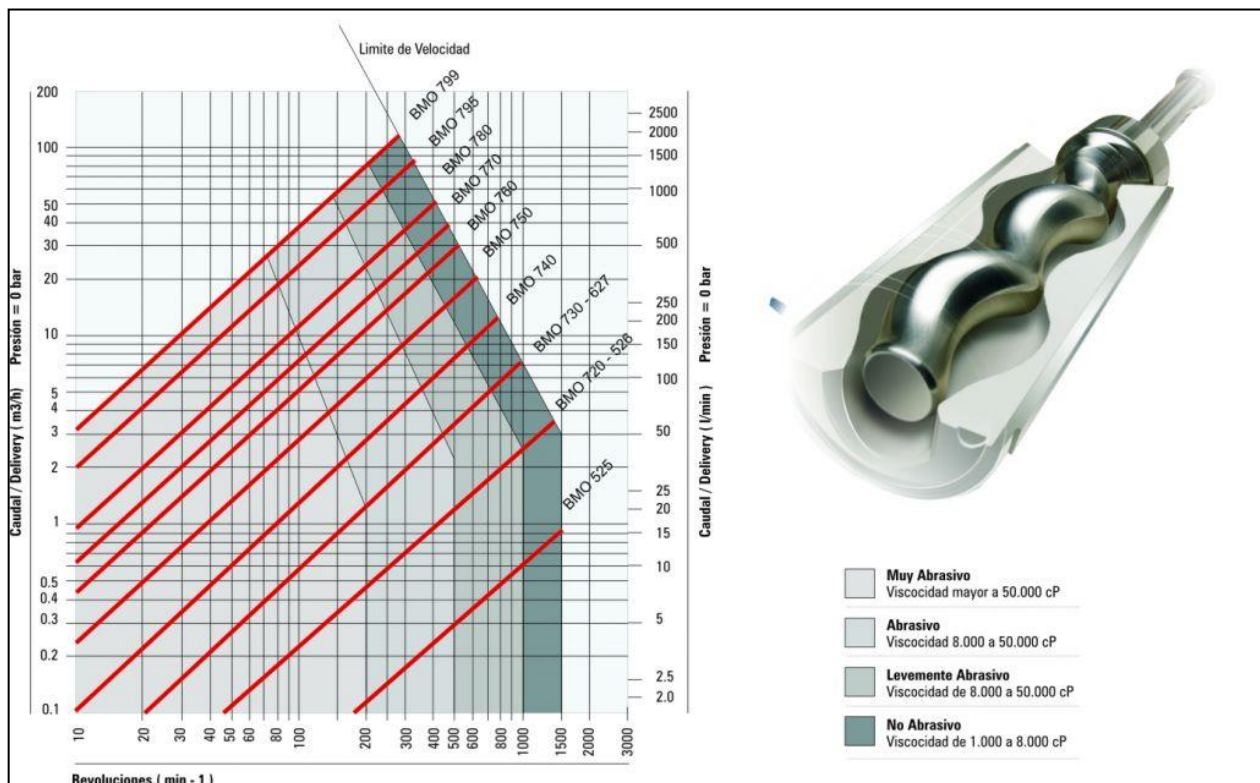 Limite de Velocidad
BMO 799
BMO 795
BMO 780
BMO 770
BMO 760
BMO 750
BMO 740
BMO 730 - 627
BMO 720 - 526
BMO 525
Caudal / Delivery ( m3/h) Presión = 0 bar
200
100
50
40
30
20
10
5
4
3
2
1
0.5
0.4
0.3
0.2
0.1
2500
2000
1500
1000
500
250
200
150
100
50
25
20
15
10
5
2.5
2.0
Caudal / Delivery ( l/min ) Presión = 0 bar
10
20
30
40
50
60
100
200
300
400
500
600
800
1000
1500
2000
3000
Revoluciones ( min - 1 )
Muy Abrasivo
Viscocidad mayor a 50.000 cP
Abrasivo
Viscocidad 8.000 a 50.000 cP
Levemente Abrasivo
Viscocidad de 8.000 a 50.000 cP
No Abrasivo
Viscocidad de 1.000 a 8.000 cP